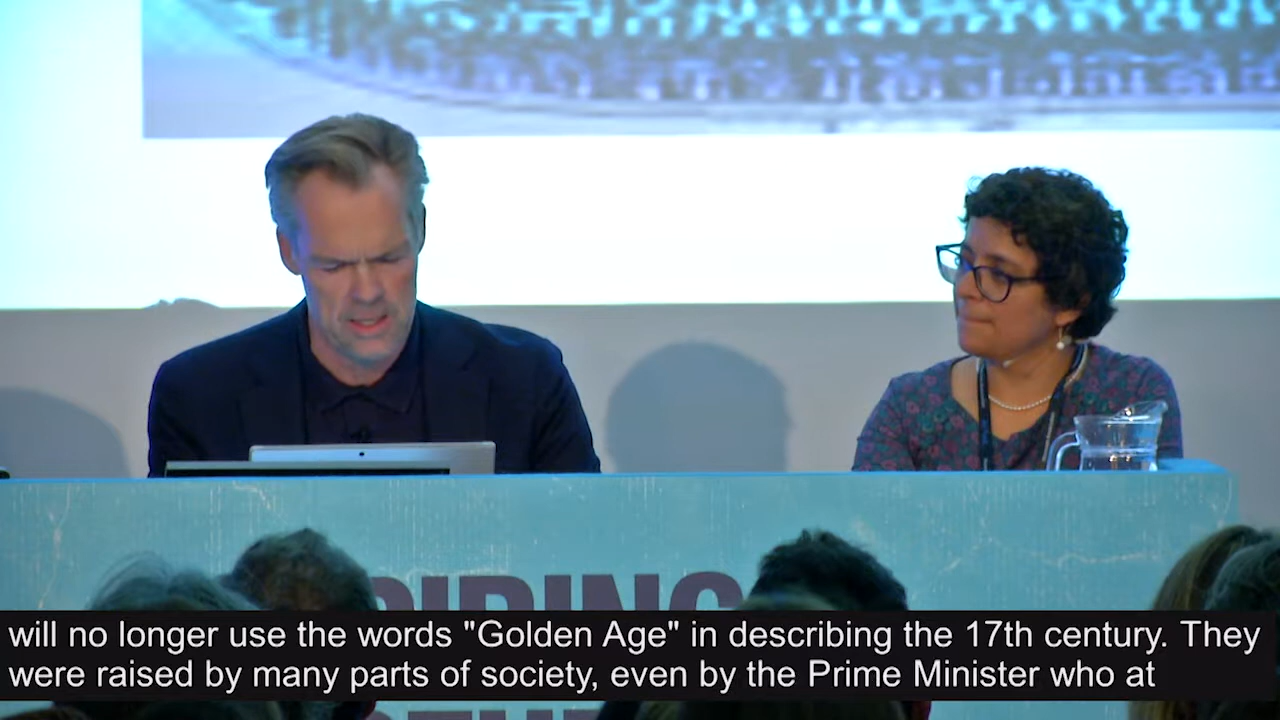 will no longer use the words "Golden Age" in describing the 17th century. They
were raised by many parts of society, even by the Prime Minister who at